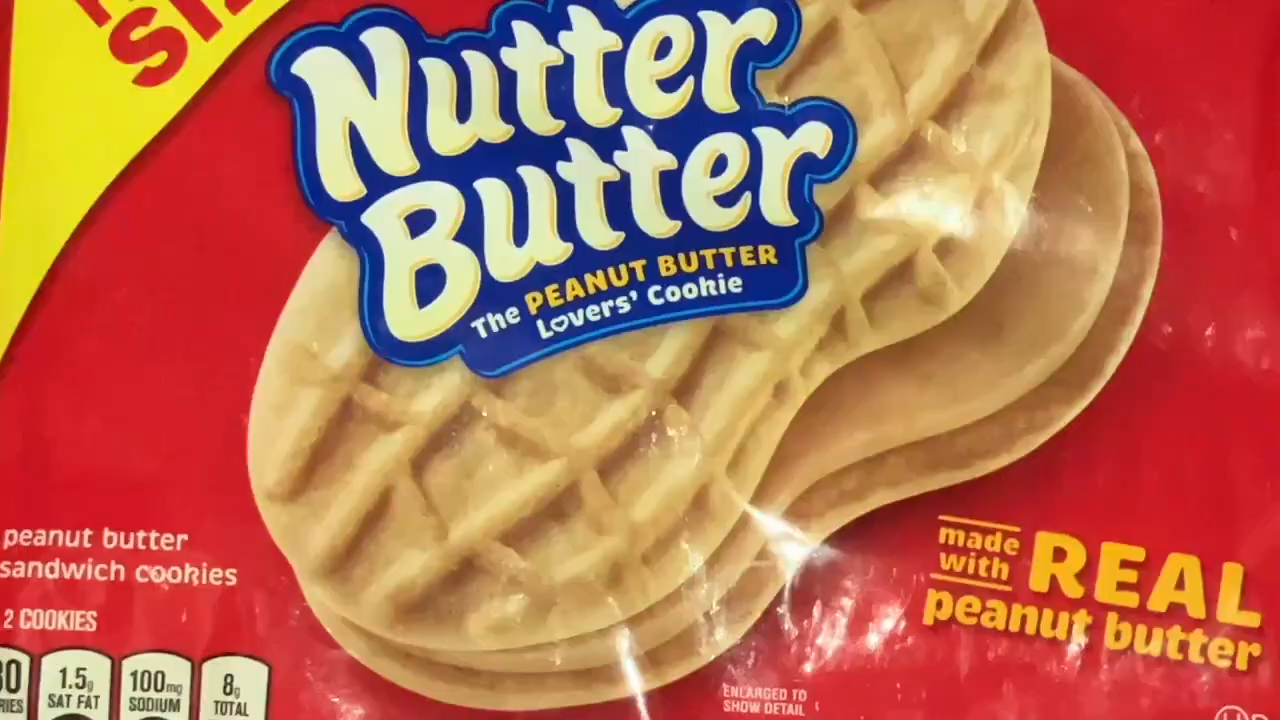 SIZ
Nutter
Butter
The PEANUT BUTTER
Lovers' Cookie
peanut butter
sandwich cookies
2 COOKIES
1.5g
SAT FAT
100mg
SODIUM
8g
TOTAL
made
with
REAL
peanut butter
ENLARGED TO
SHOW DETAIL